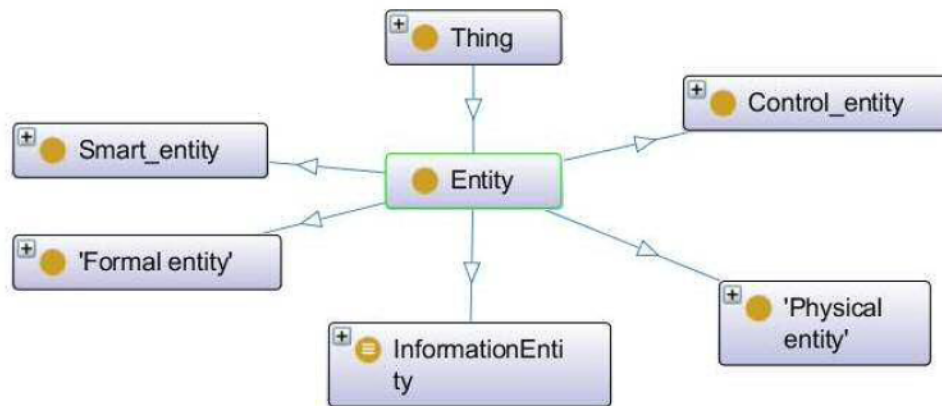 Thing
Control_entity
Smart_entity
Entity
'Formal entity'
'Physical
entity'
InformationEnti
ty